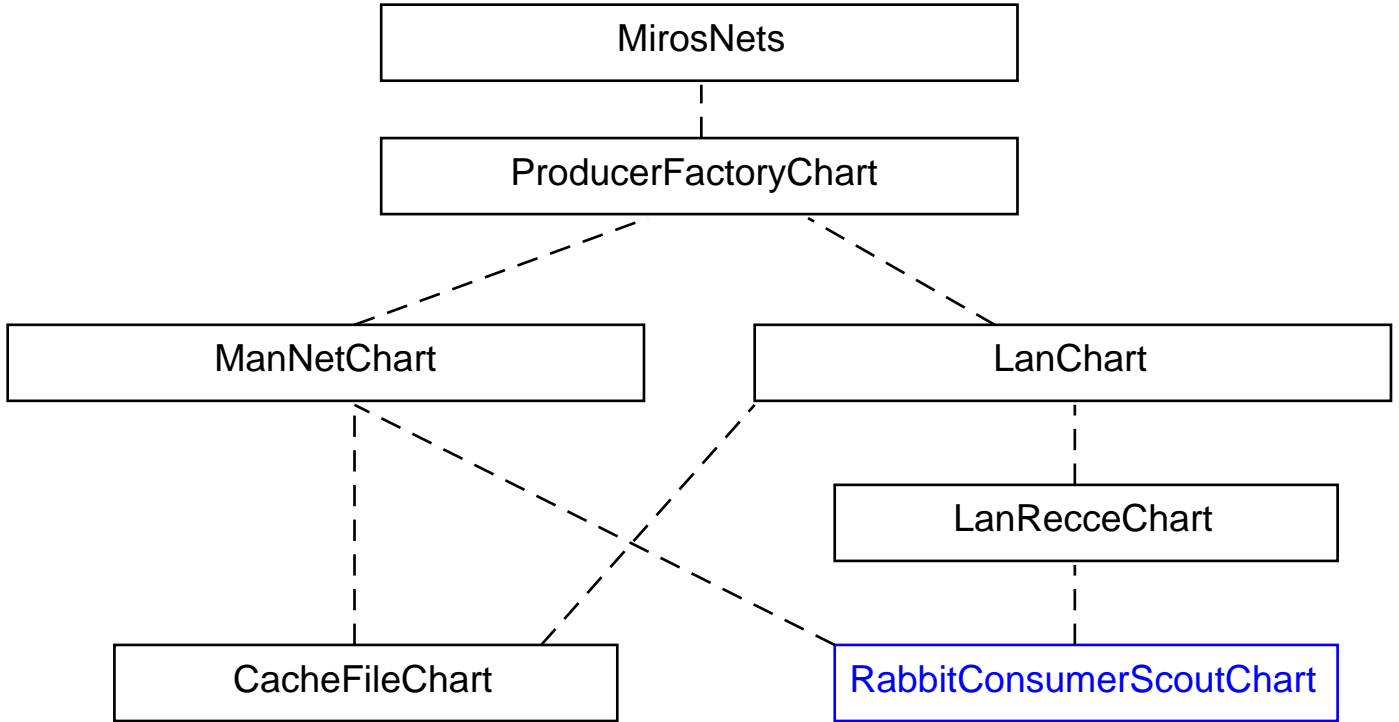 MirosNets
ProducerFactoryChart
ManNetChart
LanChart
LanRecceChart
CacheFileChart
RabbitConsumerScoutChart